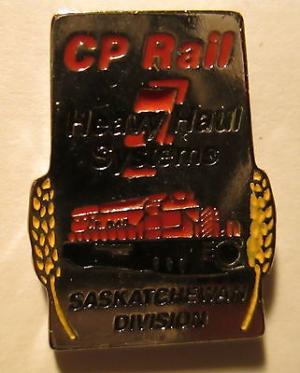 CP Rail
Heavy Haul
Systems
SASKATCHEWAN
DIVISION